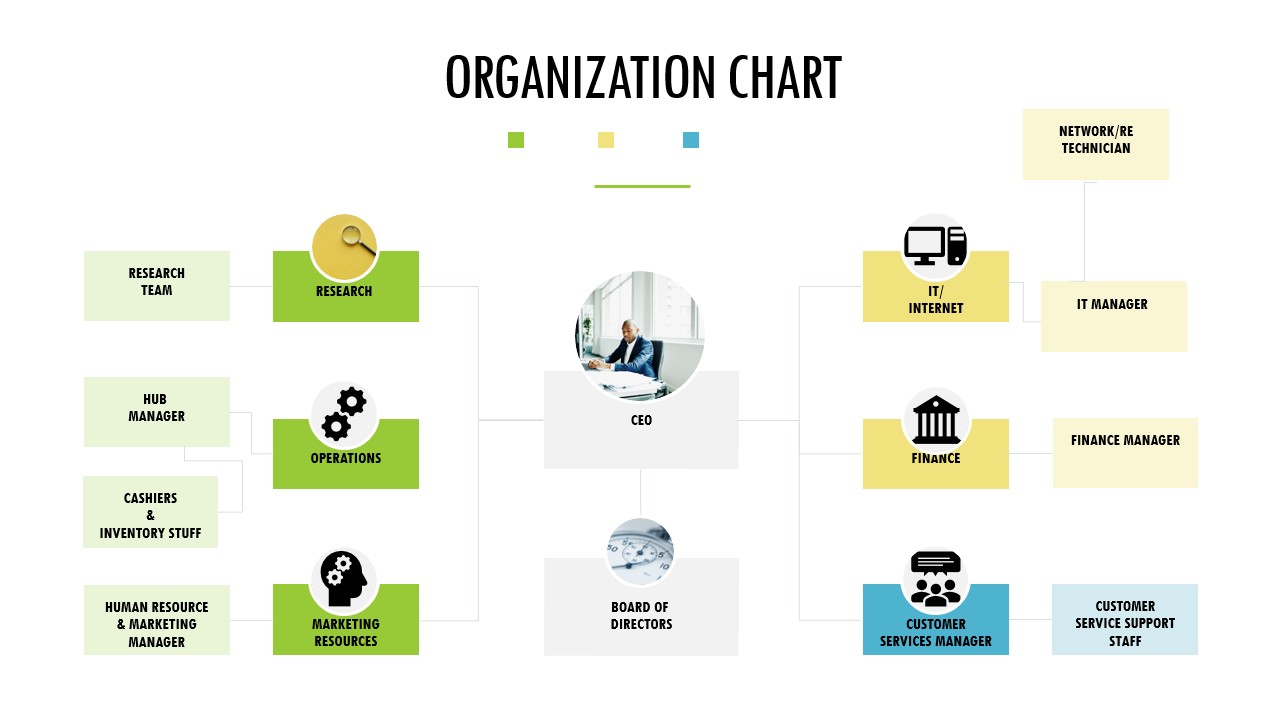 ORGANIZATION CHART
NETWORK/RE
TECHNICIAN
RESEARCH
TEAM
RESEARCH
IT/
INTERNET
IT MANAGER
HUB
MANAGER
OPERATIONS
CEO
FINANCE
FINANCE MANAGER
CASHIERS
&
INVENTORY STUFF
HUMAN RESOURCE
& MARKETING
MANAGER
MARKETING
RESOURCES
BOARD OF
DIRECTORS
CUSTOMER
SERVICES MANAGER
CUSTOMER
SERVICE SUPPORT
STAFF